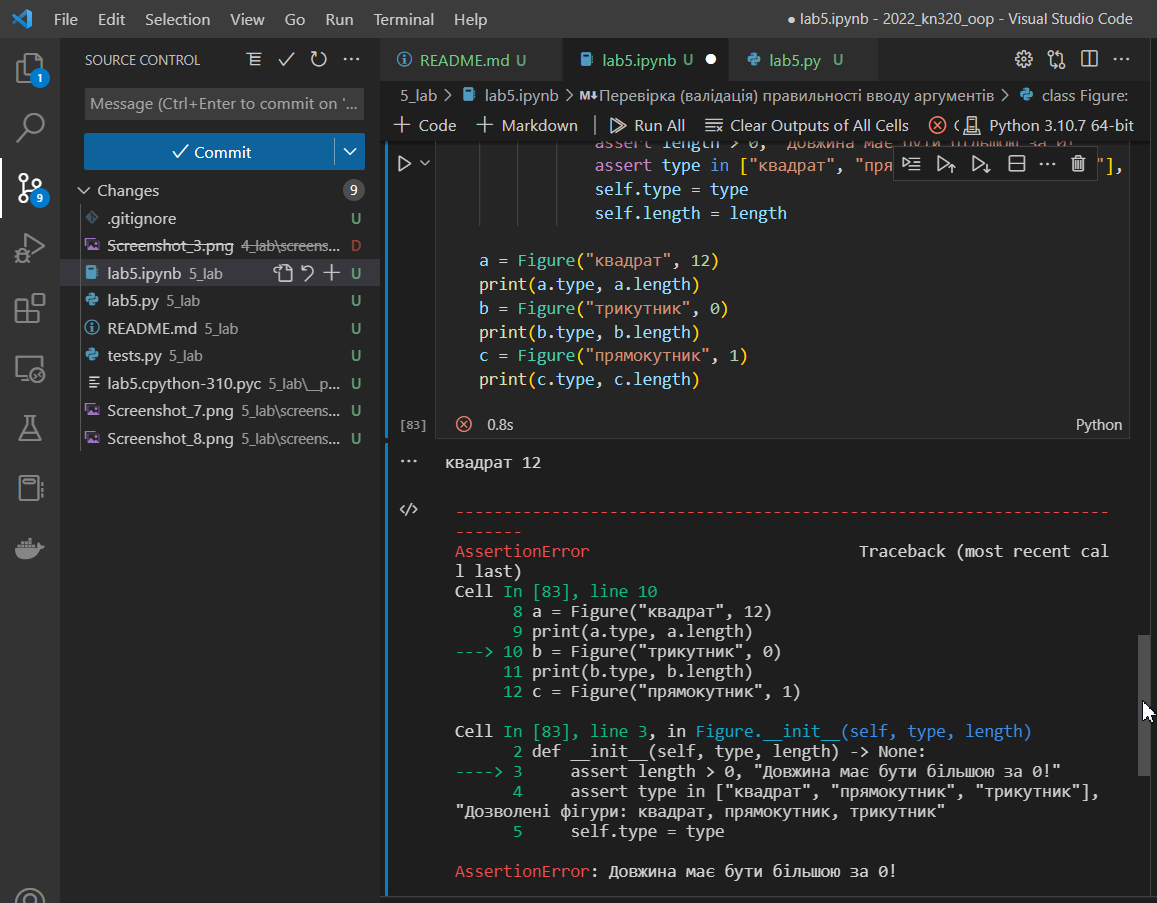 File Edit Selection View Go Run Terminal Help ● lab5.ipynb - 2022_kn320_oop - Visual Studio Code
SOURCE CONTROL
README.md U lab5.ipynb U lab5.py U
5_lab > lab5.ipynb > M↓Перевірка (валідація) правильності вводу аргументів > class Figure:
+ Code + Markdown Run All Clear Outputs of All Cells Python 3.10.7 64-bit
1
9
Message (Ctrl+Enter to commit on '...
Commit
Changes 9
.gitignore U
Screenshot_3.png 4_lab\screens... D
lab5.ipynb 5_lab U
lab5.py 5_lab U
README.md 5_lab U
tests.py 5_lab U
lab5.cpython-310.pyc 5_lab\__p... U
Screenshot_7.png 5_lab\screens... U
Screenshot_8.png 5_lab\screens... U
assert length > 0, "Довжина має бути більшою за 0!"
assert type in ["квадрат", "пря "],
self.type = type
self.length = length
a = Figure("квадрат", 12)
print(a.type, a.length)
b = Figure("трикутник", 0)
print(b.type, b.length)
c = Figure("прямокутник", 1)
print(c.type, c.length)
[83] 0.8s Python
... квадрат 12
</> --------------------------------------------------------------------
-------
AssertionError Traceback (most recent cal
l last)
Cell In [83], line 10
8 a = Figure("квадрат", 12)
9 print(a.type, a.length)
---> 10 b = Figure("трикутник", 0)
11 print(b.type, b.length)
12 c = Figure("прямокутник", 1)
Cell In [83], line 3, in Figure.__init__(self, type, length)
2 def __init__(self, type, length) -> None:
----> 3 assert length > 0, "Довжина має бути більшою за 0!"
4 assert type in ["квадрат", "прямокутник", "трикутник"],
"Дозволені фігури: квадрат, прямокутник, трикутник"
5 self.type = type
AssertionError: Довжина має бути більшою за 0!